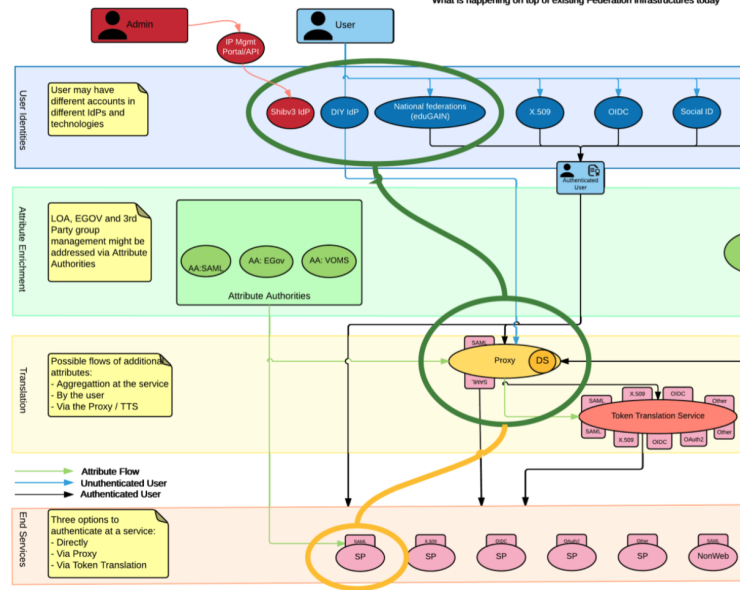 What is happening on top of existing Federation infrastructures today
Admin
User
IP Mgmt
Portal/API
User Identities
User may have
different accounts in
different IdPs and
technologies
Shibv3 IdP
DIY IdP
National federations
(eduGAIN)
X.509
OIDC
Social ID
Authenticated
User
Attribute Enrichment
LOA, EGOV and 3rd
Party group
management might be
addressed via Attribute
Authorities
AA:SAML
AA: EGov
AA: VOMS
Attribute Authorities
Translation
Possible flows of additional
attributes:
- Aggregattion at the service
- By the user
- Via the Proxy / TTS
SAML
Proxy
DS
SAML
SAML
X.509
OIDC
Other
Token Translation Service
SAML
X.509
OIDC
OAuth2
Other
Attribute Flow
Unuthenticated User
Authenticated User
End Services
Three options to
authenticate at a service:
- Directly
- Via Proxy
- Via Token Translation
SAML
SP
X.509
SP
OIDC
SP
OAuth2
SP
Other
SP
SAML
NonWeb